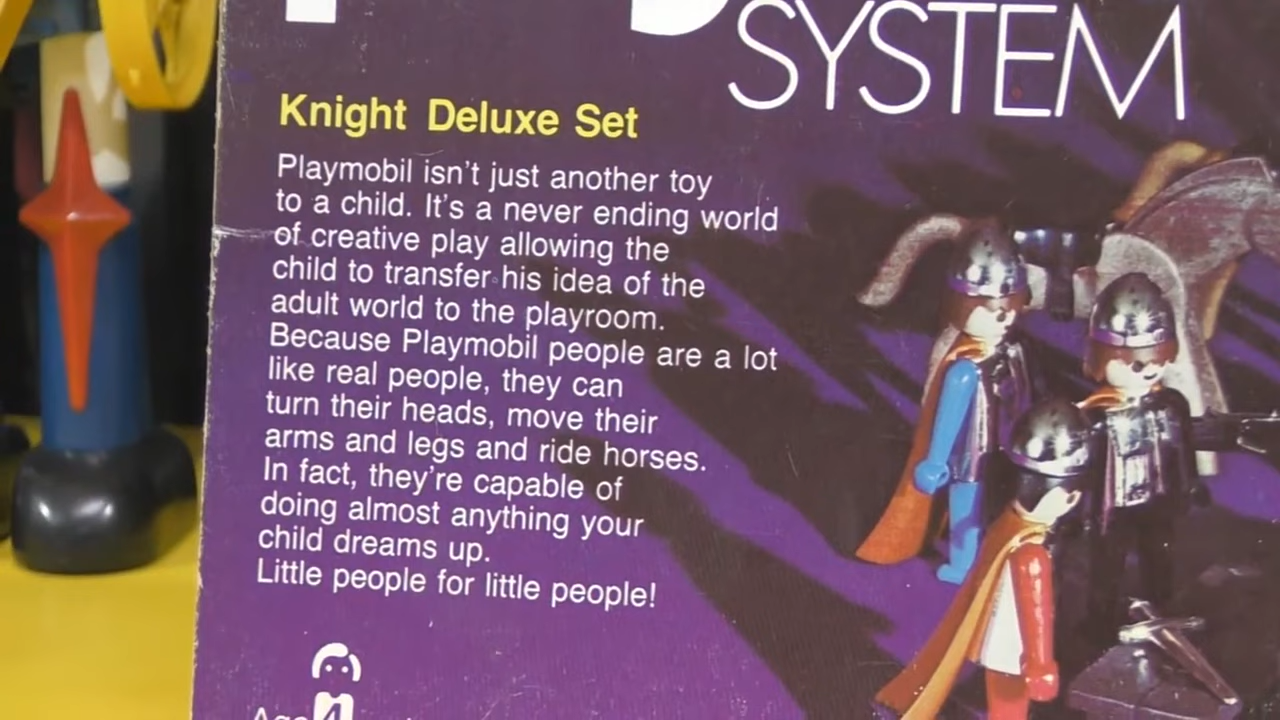 SYSTEM
Knight Deluxe Set
Playmobil isn't just another toy
to a child. It's a never ending world
of creative play allowing the
child to transfer his idea of the
adult world to the playroom.
Because Playmobil people are a lot
like real people, they can
turn their heads, move their
arms and legs and ride horses.
In fact, they're capable of
doing almost anything your
child dreams up.
Little people for little people!
4